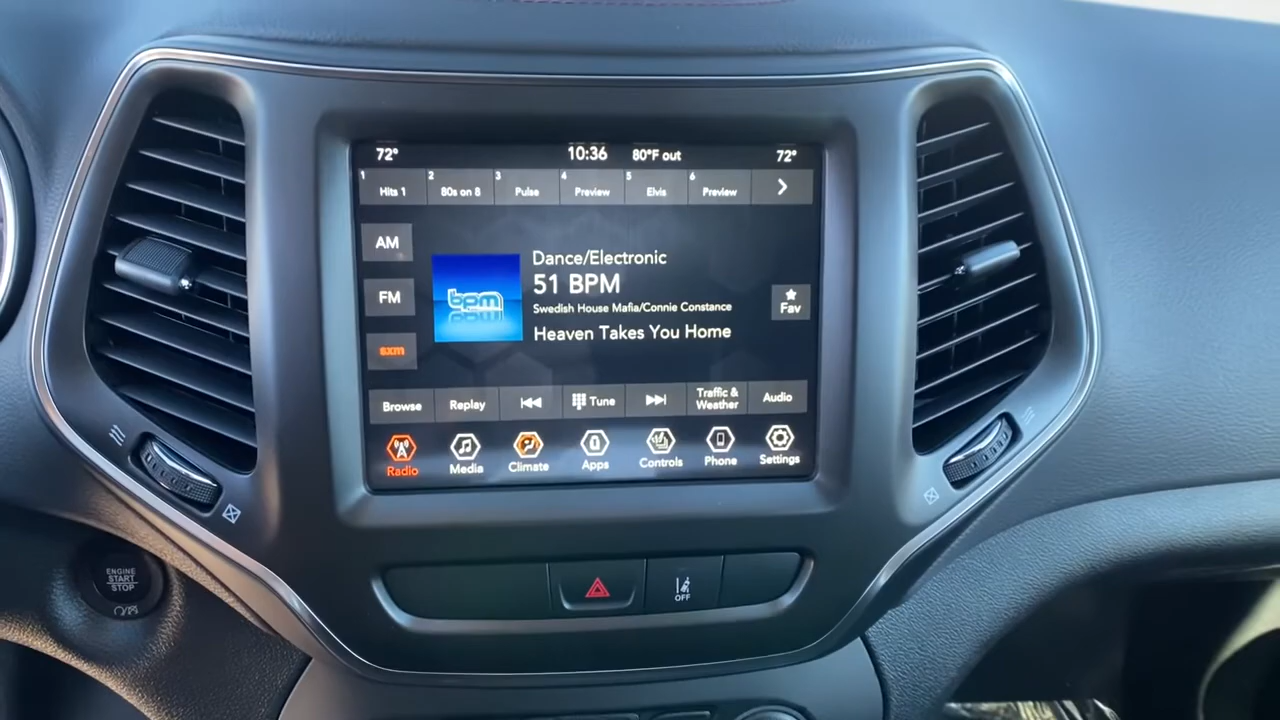 72° 10:36 80°F out 72°
1 Hits 1 2 80s on 8 3 Pulse 4 Preview 5 Elvis 6 Preview
AM
FM
sxm
bpm
Dance/Electronic
51 BPM
Swedish House Mafia/Connie Constance
Heaven Takes You Home
Fav
Browse Replay Tune Traffic & Weather Audio
Radio Media Climate Apps Controls Phone Settings
ENGINE
START
STOP
OFF